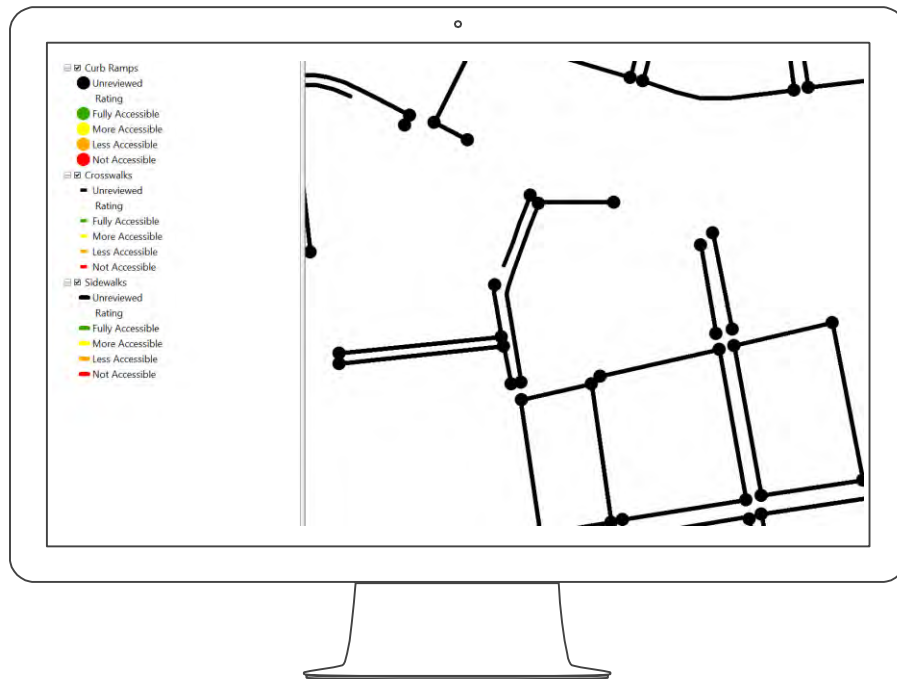 Curb Ramps
Unreviewed
Rating
Fully Accessible
More Accessible
Less Accessible
Not Accessible
Crosswalks
Unreviewed
Rating
Fully Accessible
More Accessible
Less Accessible
Not Accessible
Sidewalks
Unreviewed
Rating
Fully Accessible
More Accessible
Less Accessible
Not Accessible